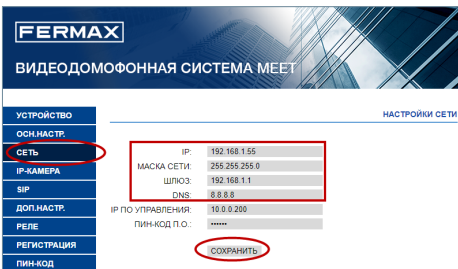 FERMAX
ВИДЕОДОМОФОННАЯ СИСТЕМА MEET
УСТРОЙСТВО
НАСТРОЙКИ СЕТИ
ОСН.НАСТР.
СЕТЬ
IP-КАМЕРА
SIP
ДОП.НАСТР.
РЕЛЕ
РЕГИСТРАЦИЯ
ПИН-КОД
IP: 192.168.1.55
МАСКА СЕТИ: 255.255.255.0
ШЛЮЗ: 192.168.1.1
DNS: 8.8.8.8
IP ПО УПРАВЛЕНИЯ: 10.0.0.200
ПИН-КОД П.О.: ••••••
СОХРАНИТЬ